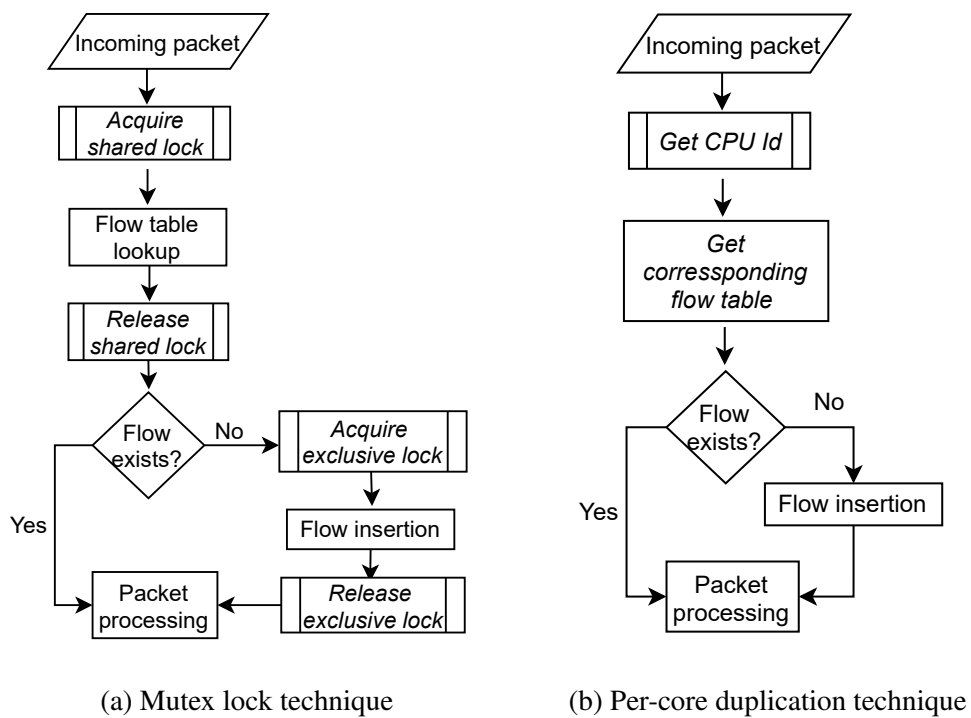 Incoming packet
Acquire
shared lock
Flow table
lookup
Release
shared lock
Flow
exists?
No
Acquire
exclusive lock
Yes
Flow insertion
Packet
processing
Release
exclusive lock
(a) Mutex lock technique
Incoming packet
Get CPU Id
Get
corressponding
flow table
Flow
exists?
No
Yes
Flow insertion
Packet
processing
(b) Per-core duplication technique